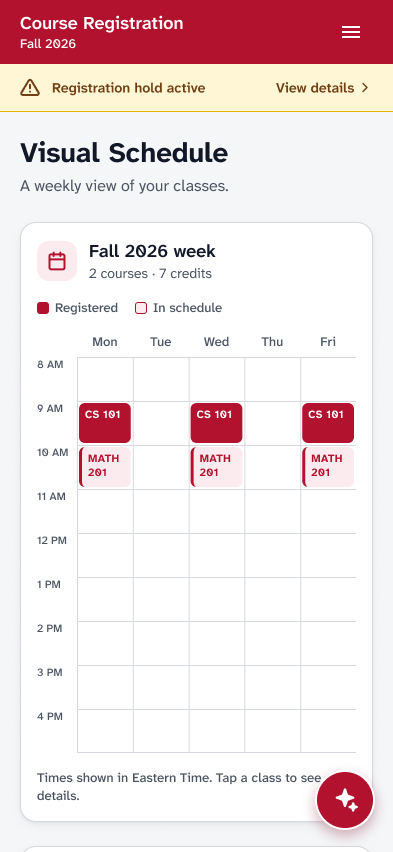 Course Registration
Fall 2026
Registration hold active View details
Visual Schedule
A weekly view of your classes.
Fall 2026 week
2 courses · 7 credits
Registered In schedule
Mon Tue Wed Thu Fri
8 AM
9 AM CS 101 CS 101 CS 101
10 AM MATH 201 MATH 201 MATH 201
11 AM
12 PM
1 PM
2 PM
3 PM
4 PM
Times shown in Eastern Time. Tap a class to see
details.